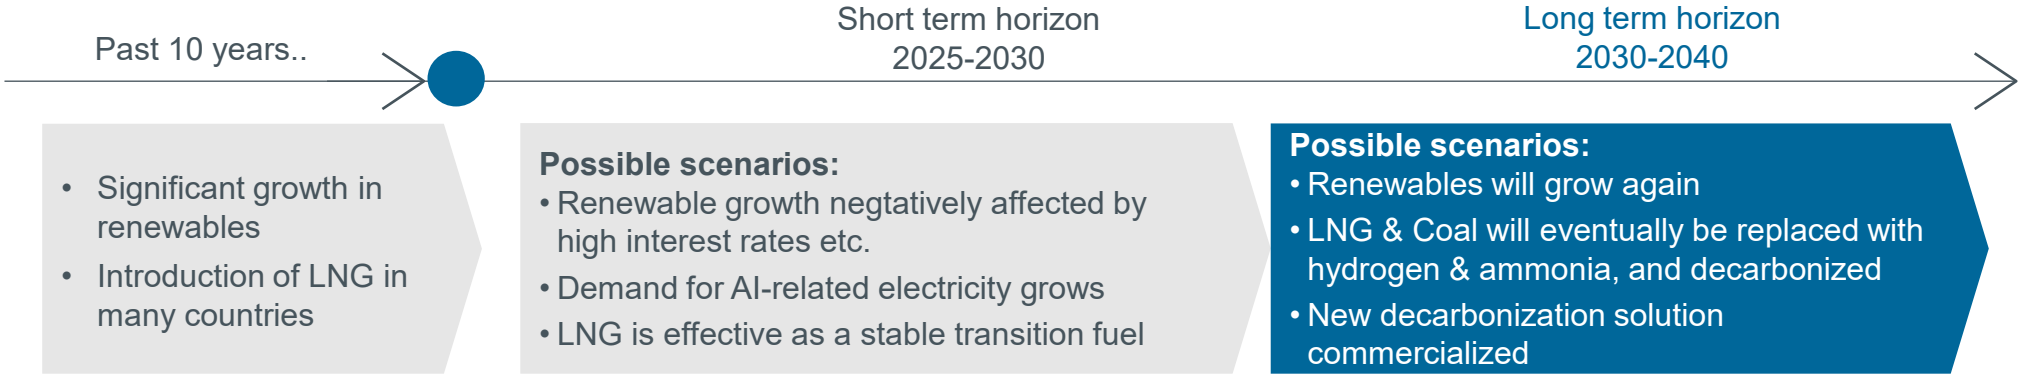 Past 10 years..
Short term horizon
2025-2030
Long term horizon
2030-2040
• Significant growth in
renewables
• Introduction of LNG in
many countries
Possible scenarios:
• Renewable growth negtatively affected by
high interest rates etc.
• Demand for AI-related electricity grows
• LNG is effective as a stable transition fuel
Possible scenarios:
• Renewables will grow again
• LNG & Coal will eventually be replaced with
hydrogen & ammonia, and decarbonized
• New decarbonization solution
commercialized